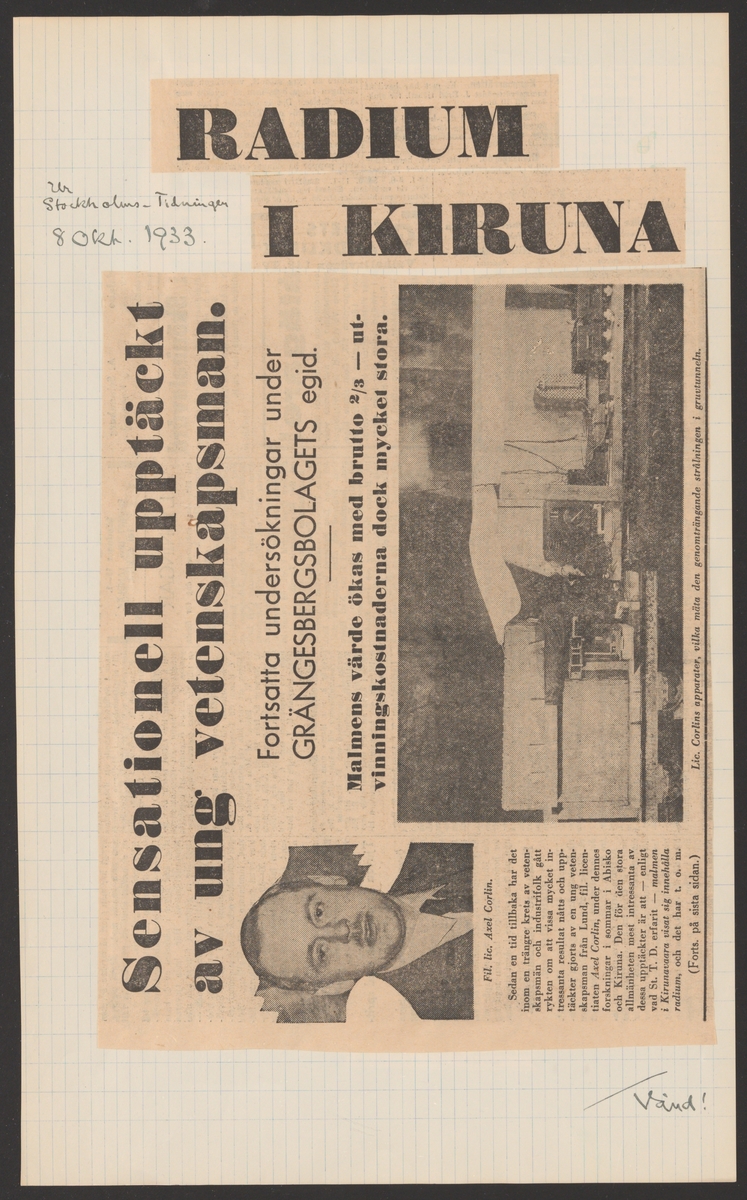 RADIUM
I KIRUNA
Ur
Stockholms-Tidningen
8 Okt. 1933.
Sensationell upptäckt
av ung vetenskapsman.
Fortsatta undersökningar under
GRÄNGESBERGSBOLAGETS egid.
Malmens värde ökas med brutto 2/3 — ut-
vinningskostnaderna dock mycket stora.
Lic. Corlins apparater, vilka mäta den genomträngande strålningen i gruvtunneln.
Fil. lic. Axel Corlin.
Sedan en tid tillbaka har det
inom en trängre krets av veten-
skapsmän och industrifolk gått
rykten om att vissa mycket in-
tressanta resultat nåtts och upp-
täckter gjorts av en ung veten-
skapsman från Lund, fil. licen-
tiaten Axel Corlin, under dennes
forskningar i sommar i Abisko
och Kiruna. Den för den stora
allmänheten mest intressanta av
dessa upptäckter är att — enligt
vad St. T. D. erfarit — malmen
i Kirunavaara visat sig innehålla
radium, och det har t. o. m.
(Forts. på sista sidan.)
Vänd!